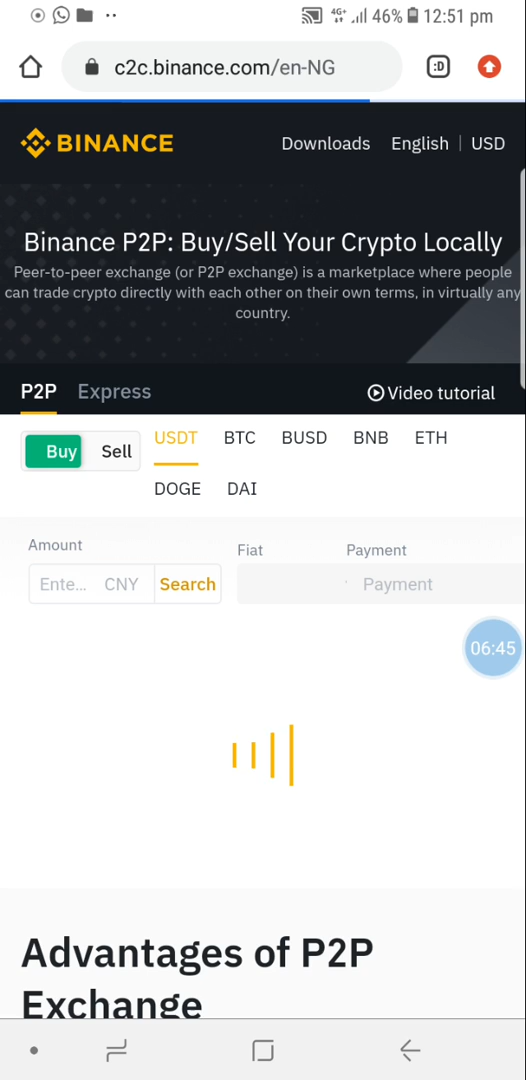 46% 12:51 pm
c2c.binance.com/en-NG
:D
BINANCE Downloads English | USD
Binance P2P: Buy/Sell Your Crypto Locally
Peer-to-peer exchange (or P2P exchange) is a marketplace where people
can trade crypto directly with each other on their own terms, in virtually any
country.
P2P Express Video tutorial
Buy Sell USDT BTC BUSD BNB ETH
DOGE DAI
Amount Fiat Payment
Ente... CNY Search Payment
06:45
Advantages of P2P
Exchange